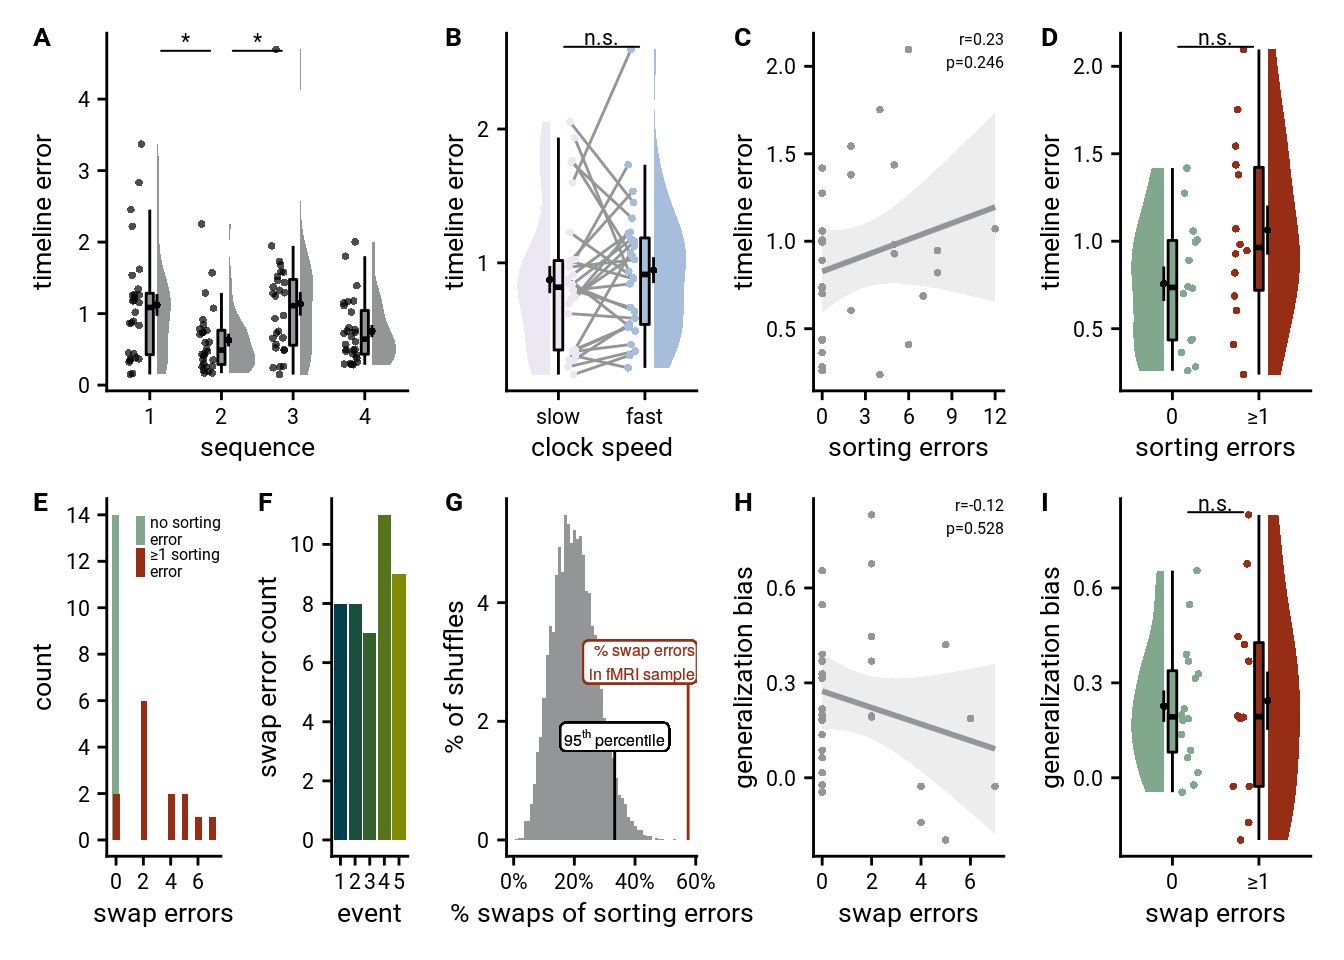 A
*
*
timeline error
4
3
2
1
0
1
2
3
4
sequence
B
n.s.
timeline error
2
1
slow
fast
clock speed
C
r=0.23
p=0.246
timeline error
2.0
1.5
1.0
0.5
0
3
6
9
12
sorting errors
D
n.s.
timeline error
2.0
1.5
1.0
0.5
0
≥1
sorting errors
E
no sorting
error
≥1 sorting
error
count
14
12
10
8
6
4
2
0
0
2
4
6
swap errors
F
swap error count
10
8
6
4
2
0
1
2
3
4
5
event
G
% of shuffles
4
2
0
% swap errors
in fMRI sample
95th percentile
0%
20%
40%
60%
% swaps of sorting errors
H
r=-0.12
p=0.528
generalization bias
0.6
0.3
0.0
0
2
4
6
swap errors
I
n.s.
generalization bias
0.6
0.3
0.0
0
≥1
swap errors